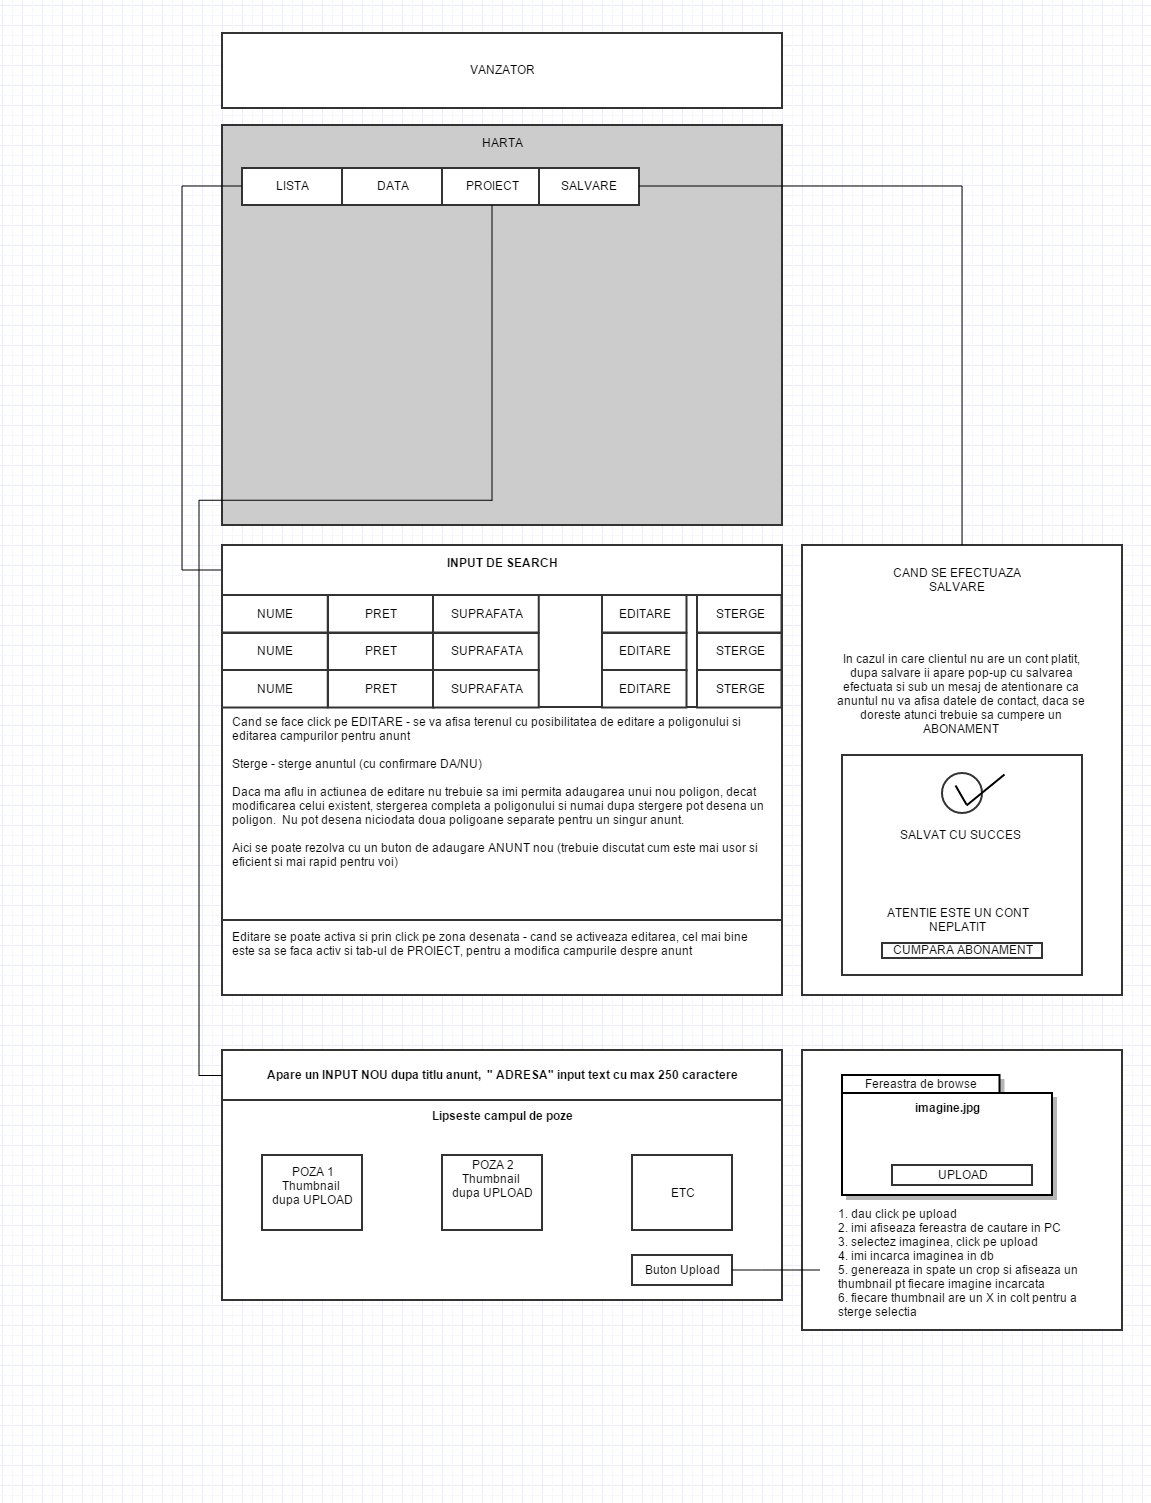 VANZATOR
HARTA
LISTA DATA PROIECT SALVARE
INPUT DE SEARCH
NUME PRET SUPRAFATA EDITARE STERGE
NUME PRET SUPRAFATA EDITARE STERGE
NUME PRET SUPRAFATA EDITARE STERGE
Cand se face click pe EDITARE - se va afisa terenul cu posibilitatea de editare a poligonului si
editarea campurilor pentru anunt
Sterge - sterge anuntul (cu confirmare DA/NU)
Daca ma aflu in actiunea de editare nu trebuie sa imi permita adaugarea unui nou poligon, decat
modificarea celui existent, stergerea completa a poligonului si numai dupa stergere pot desena un
poligon. Nu pot desena niciodata doua poligoane separate pentru un singur anunt.
Aici se poate rezolva cu un buton de adaugare ANUNT nou (trebuie discutat cum este mai usor si
eficient si mai rapid pentru voi)
Editare se poate activa si prin click pe zona desenata - cand se activeaza editarea, cel mai bine
este sa se faca activ si tab-ul de PROIECT, pentru a modifica campurile despre anunt
CAND SE EFECTUAZA
SALVARE
In cazul in care clientul nu are un cont platit,
dupa salvare ii apare pop-up cu salvarea
efectuata si sub un mesaj de atentionare ca
anuntul nu va afisa datele de contact, daca se
doreste atunci trebuie sa cumpere un
ABONAMENT
SALVAT CU SUCCES
ATENTIE ESTE UN CONT
NEPLATIT
CUMPARA ABONAMENT
Apare un INPUT NOU dupa titlu anunt, " ADRESA" input text cu max 250 caractere
Lipseste campul de poze
POZA 1
Thumbnail
dupa UPLOAD
POZA 2
Thumbnail
dupa UPLOAD
ETC
Buton Upload
Fereastra de browse
imagine.jpg
UPLOAD
1. dau click pe upload
2. imi afiseaza fereastra de cautare in PC
3. selectez imaginea, click pe upload
4. imi incarca imaginea in db
5. genereaza in spate un crop si afiseaza un
thumbnail pt fiecare imagine incarcata
6. fiecare thumbnail are un X in colt pentru a
sterge selectia